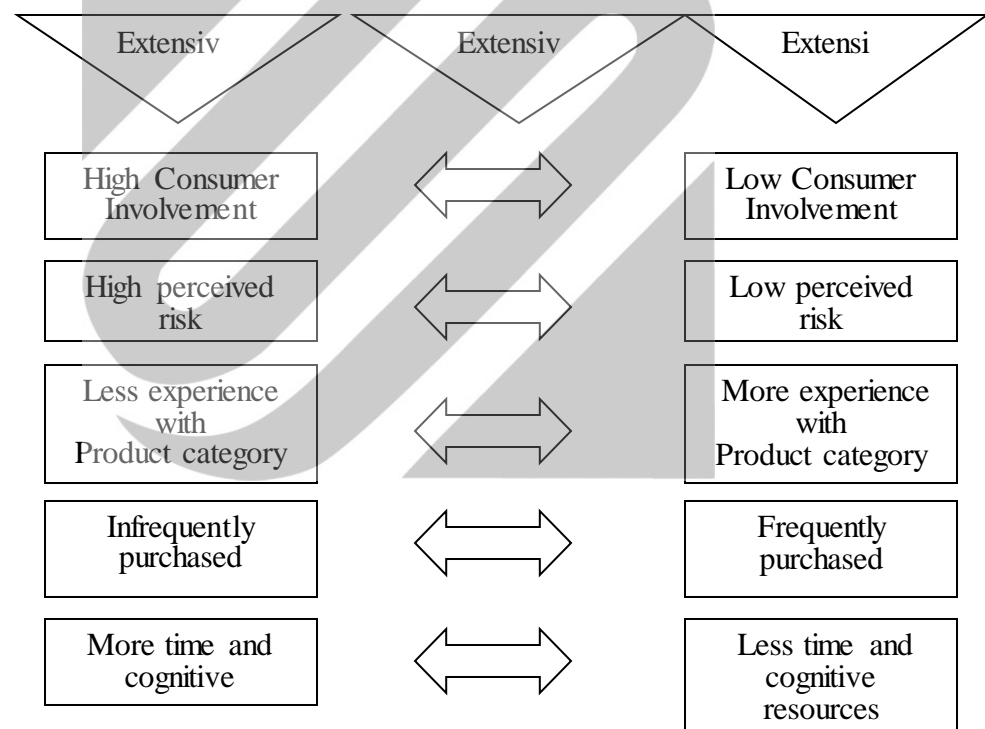 Extensiv
Extensiv
Extensi
High Consumer
Involvement
Low Consumer
Involvement
High perceived
risk
Low perceived
risk
Less experience
with
Product category
More experience
with
Product category
Infrequently
purchased
Frequently
purchased
More time and
cognitive
Less time and
cognitive
resources